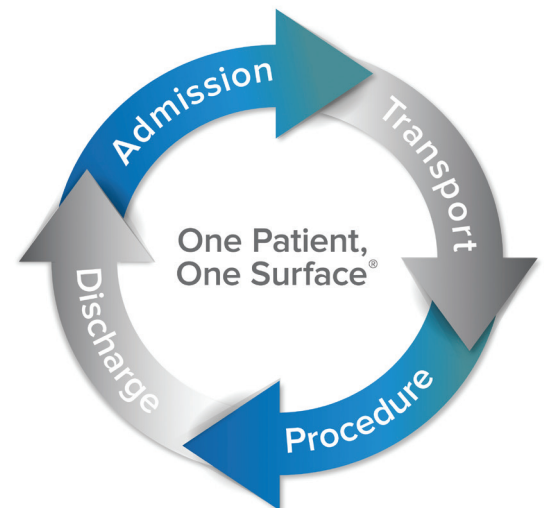 Admission
Transport
One Patient,
One Surface®
Discharge
Procedure